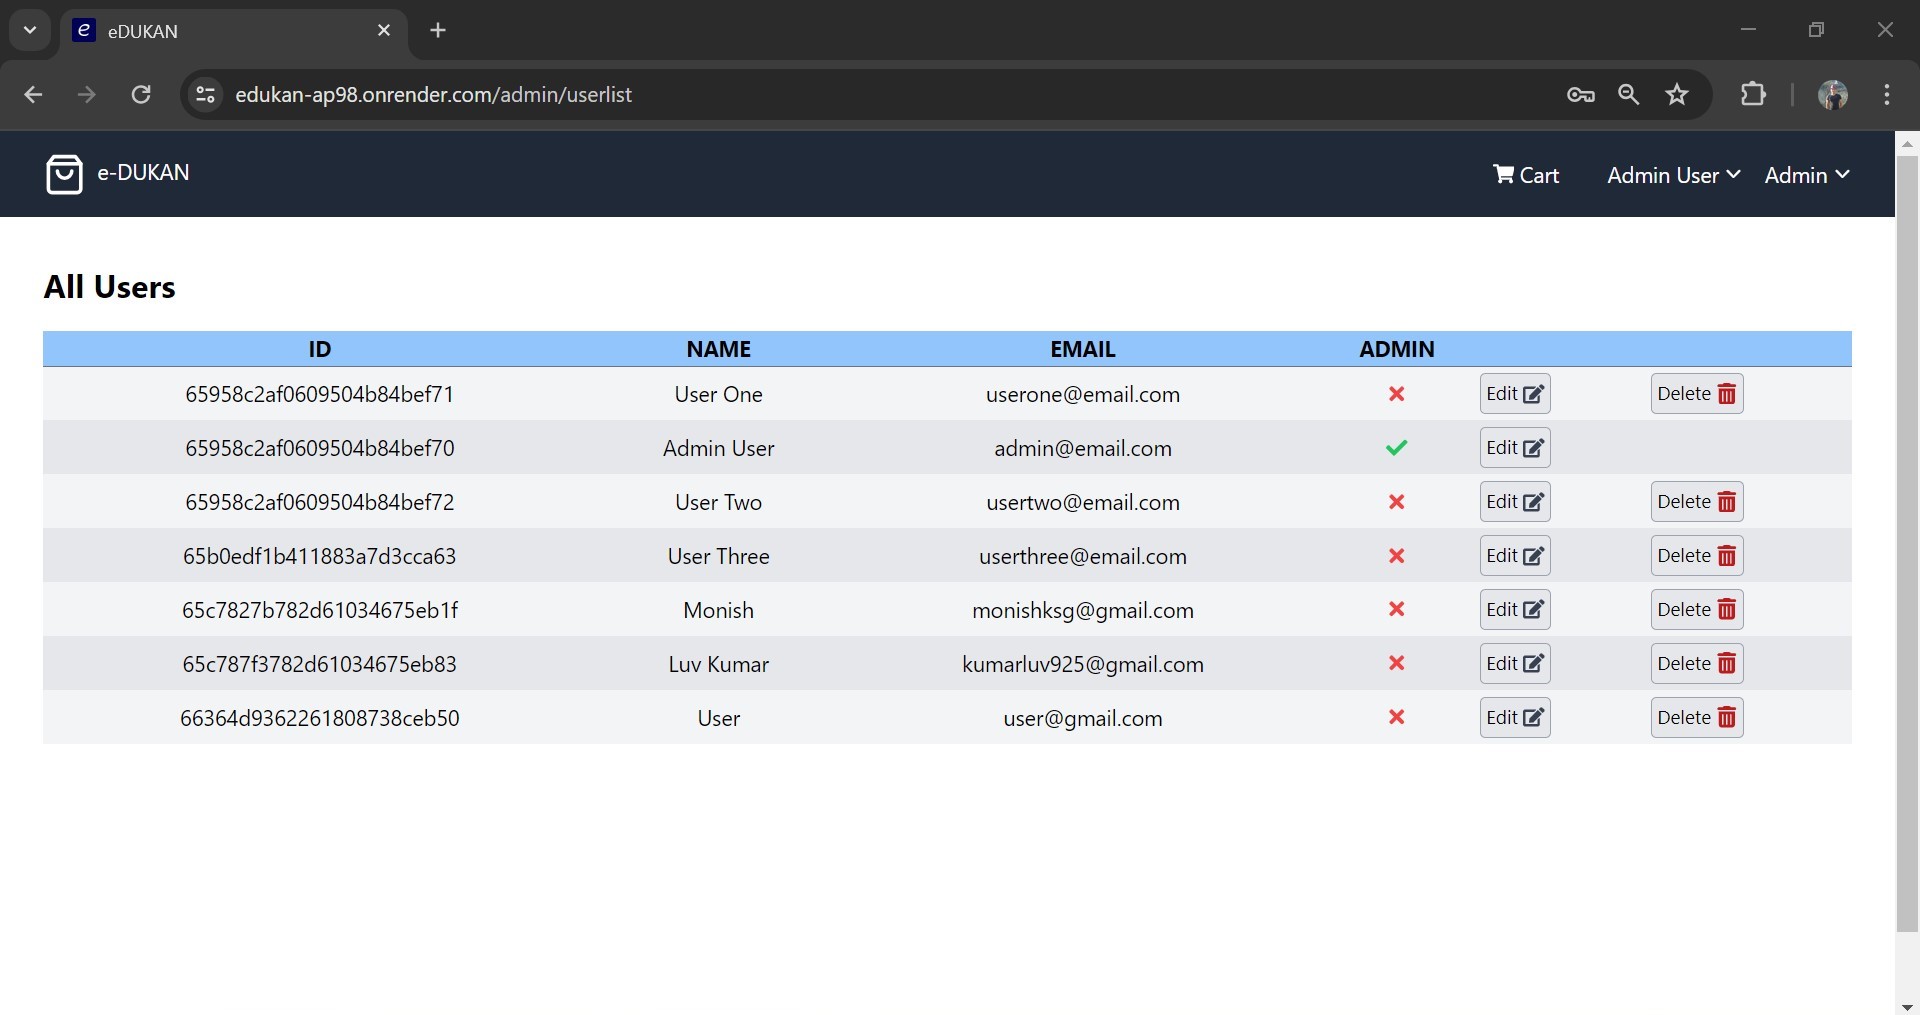 eDUKAN
edukan-ap98.onrender.com/admin/userlist
e-DUKAN Cart Admin User Admin
All Users
ID NAME EMAIL ADMIN
65958c2af0609504b84bef71 User One userone@email.com Edit Delete
65958c2af0609504b84bef70 Admin User admin@email.com Edit
65958c2af0609504b84bef72 User Two usertwo@email.com Edit Delete
65b0edf1b411883a7d3cca63 User Three userthree@email.com Edit Delete
65c7827b782d61034675eb1f Monish monishksg@gmail.com Edit Delete
65c787f3782d61034675eb83 Luv Kumar kumarluv925@gmail.com Edit Delete
66364d9362261808738ceb50 User user@gmail.com Edit Delete